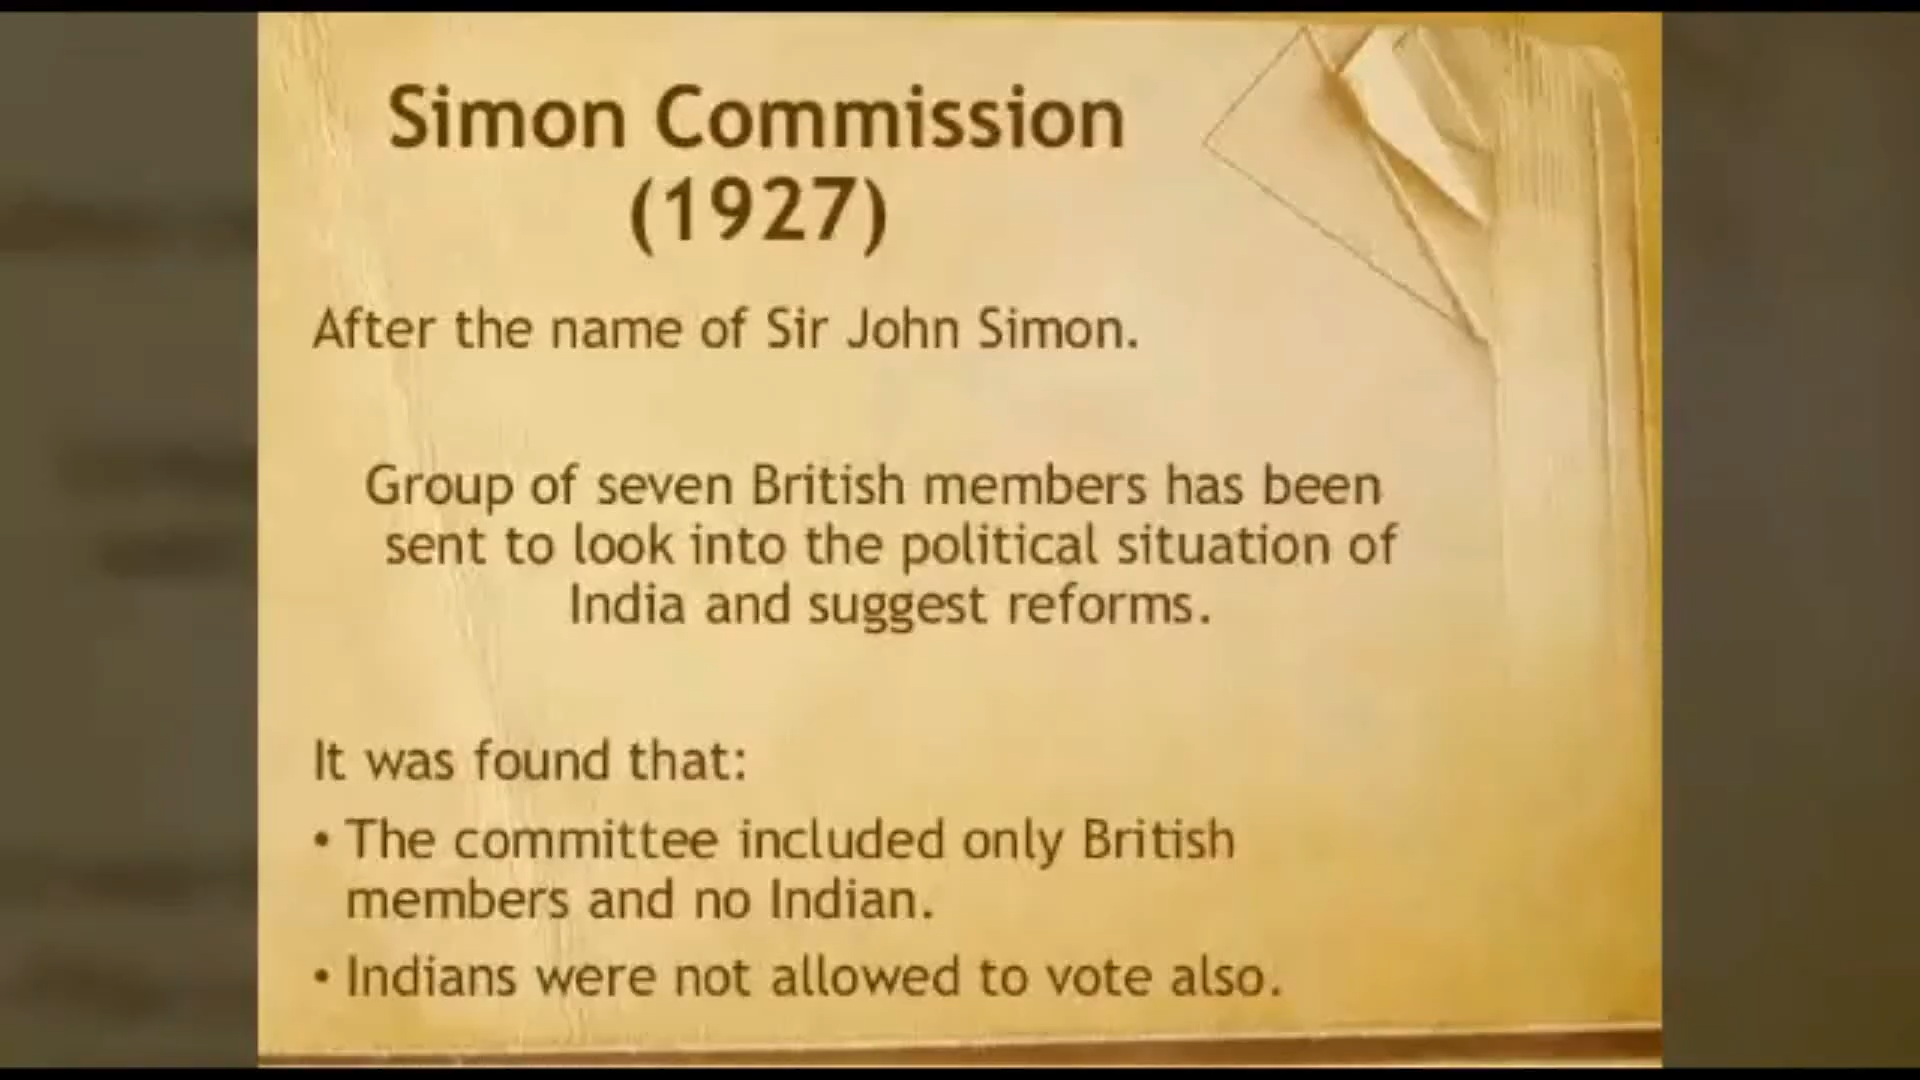 Simon Commission
(1927)
After the name of Sir John Simon.
Group of seven British members has been
sent to look into the political situation of
India and suggest reforms.
It was found that:
• The committee included only British
members and no Indian.
• Indians were not allowed to vote also.